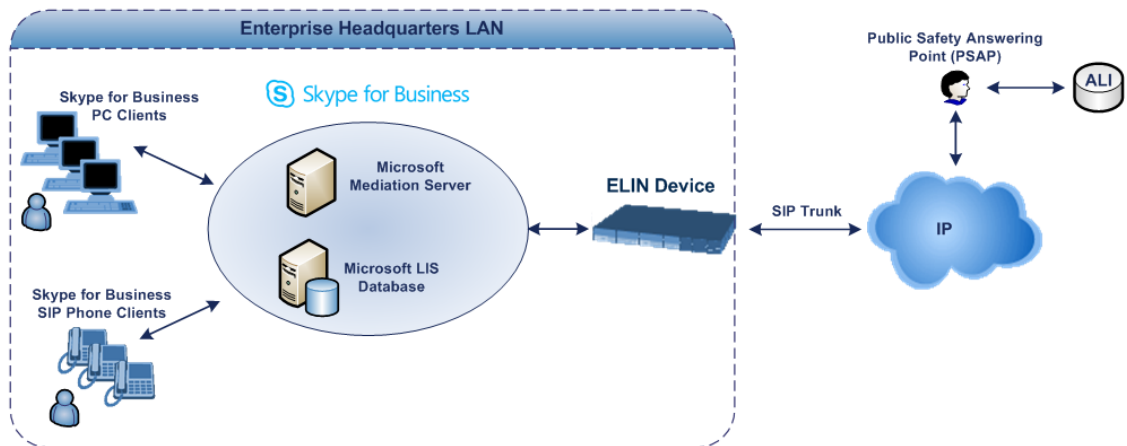 Enterprise Headquarters LAN
Public Safety Answering
Point (PSAP)
ALI
Skype for Business
PC Clients
S Skype for Business
Microsoft
Mediation Server
ELIN Device
SIP Trunk
IP
Microsoft LIS
Database
Skype for Business
SIP Phone Clients